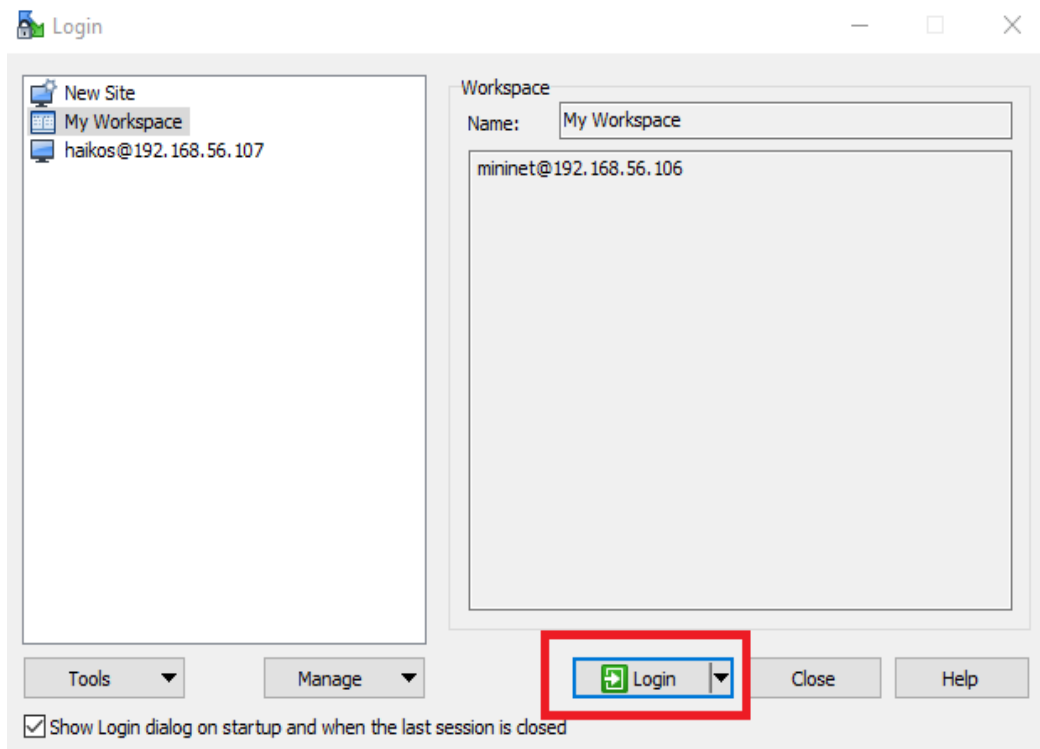 Login
New Site
My Workspace
haikos@192.168.56.107
Workspace
Name: My Workspace
mininet@192.168.56.106
Tools Manage Login Close Help
Show Login dialog on startup and when the last session is closed